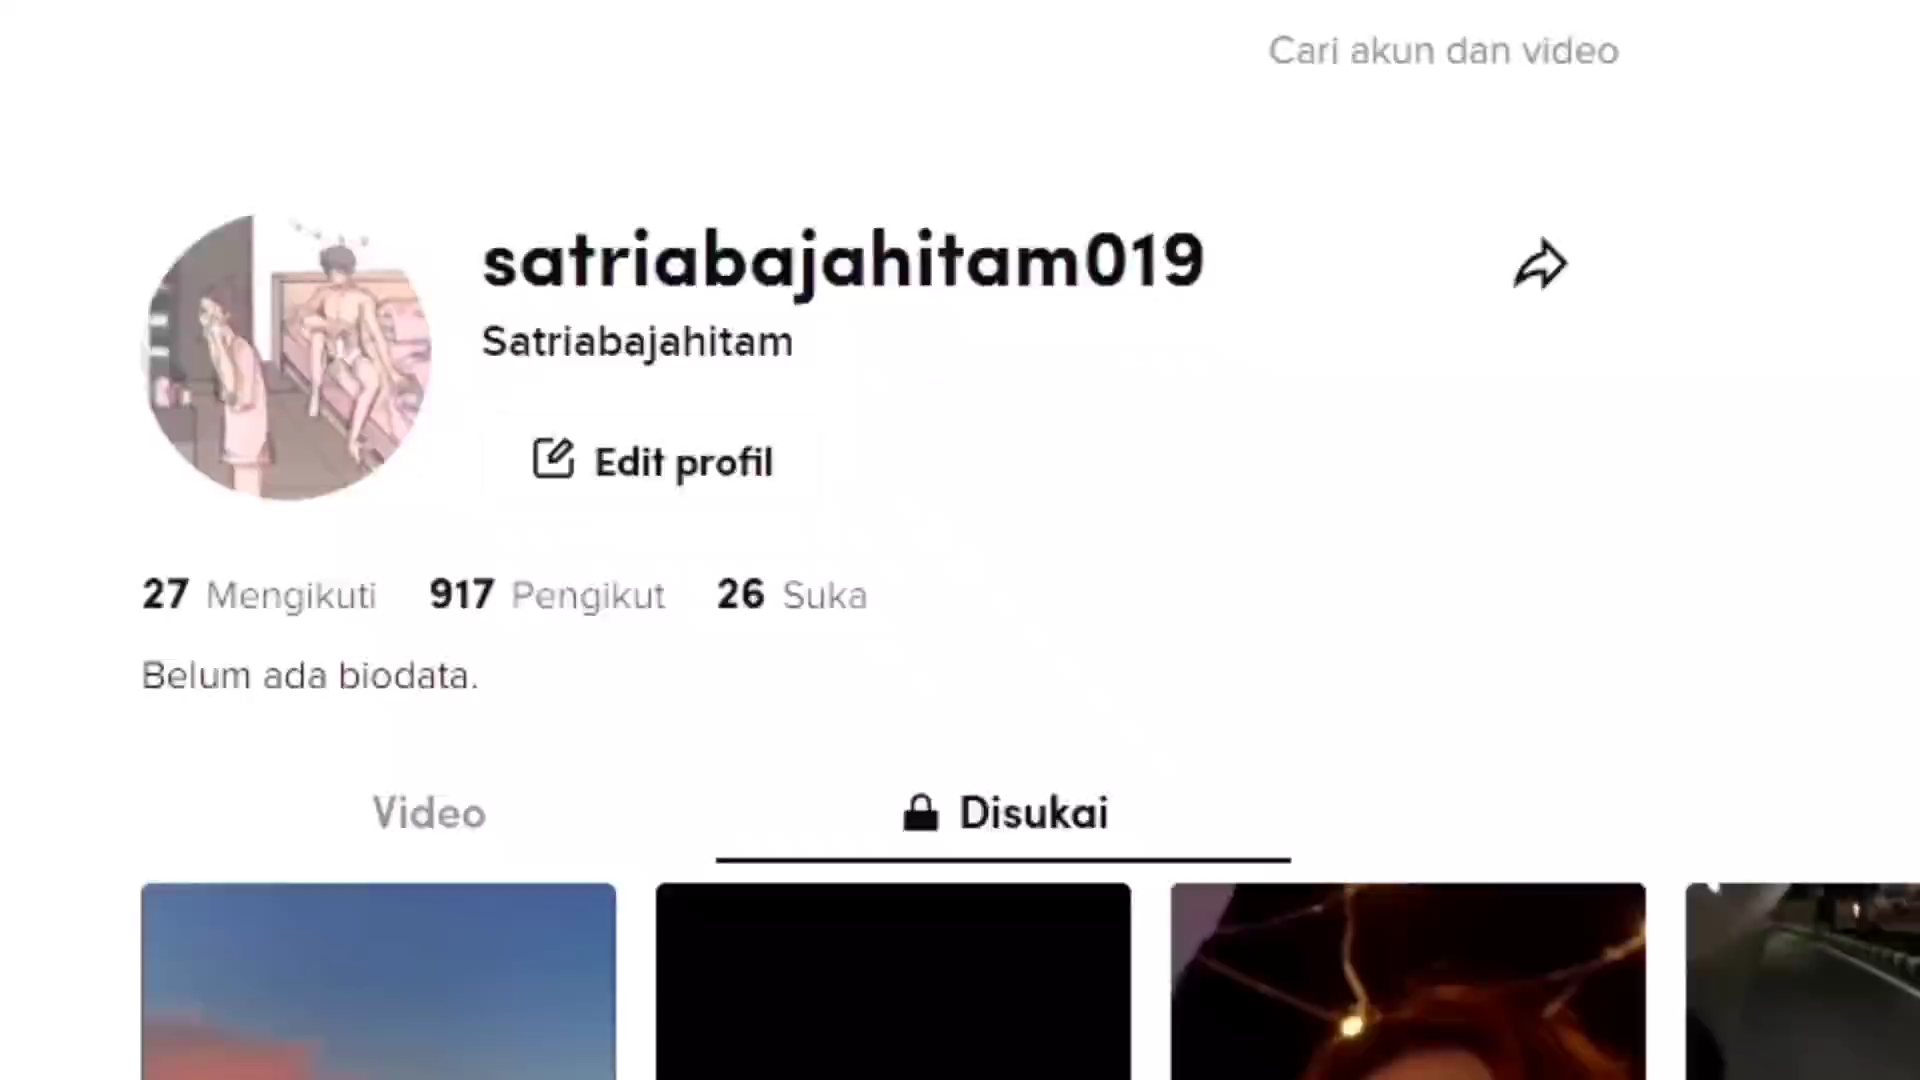 Cari akun dan video
satriabajahitam019
Satriabajahitam
Edit profil
27 Mengikuti 917 Pengikut 26 Suka
Belum ada biodata.
Video Disukai